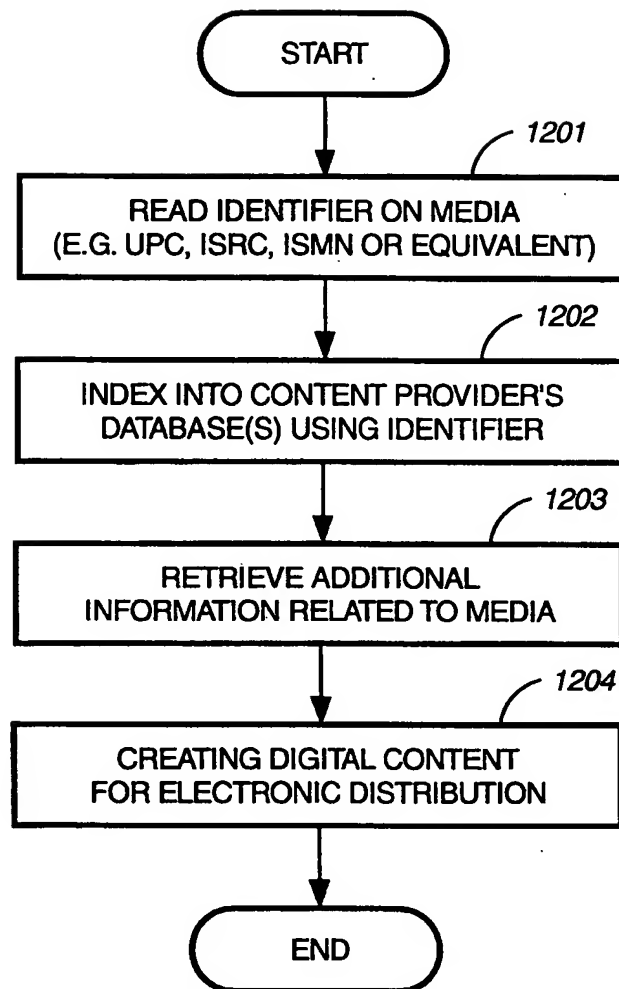 START
1201
READ IDENTIFIER ON MEDIA
(E.G. UPC, ISRC, ISMN OR EQUIVALENT)
1202
INDEX INTO CONTENT PROVIDER'S
DATABASE(S) USING IDENTIFIER
1203
RETRIEVE ADDITIONAL
INFORMATION RELATED TO MEDIA
1204
CREATING DIGITAL CONTENT
FOR ELECTRONIC DISTRIBUTION
END